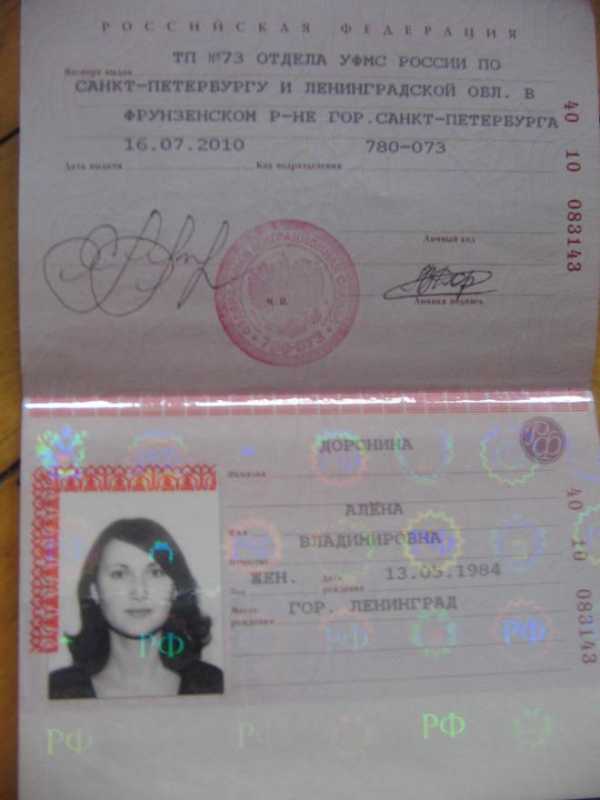 РОССИЙСКАЯ ФЕДЕРАЦИЯ
Паспорт выдан ТП №73 ОТДЕЛА УФМС РОССИИ ПО
САНКТ-ПЕТЕРБУРГУ И ЛЕНИНГРАДСКОЙ ОБЛ. В
ФРУНЗЕНСКОМ Р-НЕ ГОР.САНКТ-ПЕТЕРБУРГА
16.07.2010 780-073
Дата выдачи Код подразделения
40 10 083143
Личный код
М. П.
Личная подпись
РФ
ДОРОНИНА
Фамилия
АЛЁНА
Имя
ВЛАДИМИРОВНА
Отчество
ЖЕН. Дата рождения 13.05.1984
Пол
Место рождения ГОР. ЛЕНИНГРАД
40 10 083143
РФ
РФ
РФ
РФ
РФ